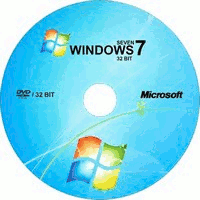 SEVEN
WINDOWS 7
32 BIT
DVD / 32 BIT
Microsoft